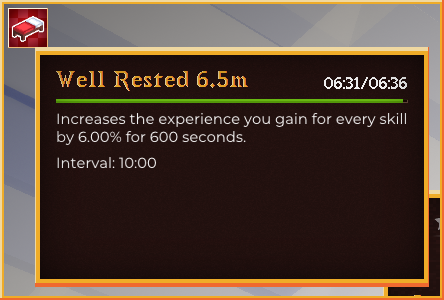 Well Rested 6.5m
06:31/06:36
Increases the experience you gain for every skill
by 6.00% for 600 seconds.
Interval: 10:00